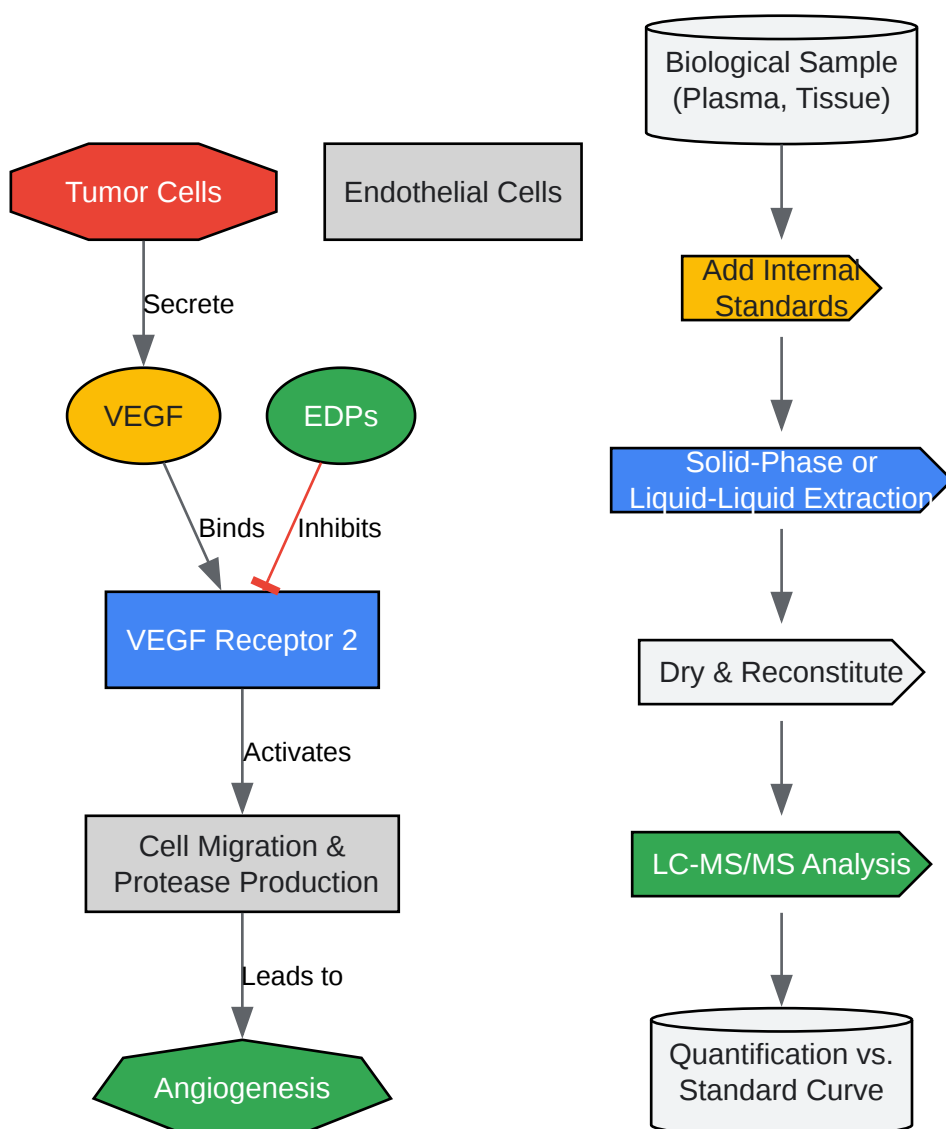 Tumor Cells
Endothelial Cells
Secrete
VEGF
EDPs
Binds
Inhibits
VEGF Receptor 2
Activates
Cell Migration &
Protease Production
Leads to
Angiogenesis
Biological Sample
(Plasma, Tissue)
Add Internal
Standards
Solid-Phase or
Liquid-Liquid Extraction
Dry & Reconstitute
LC-MS/MS Analysis
Quantification vs.
Standard Curve